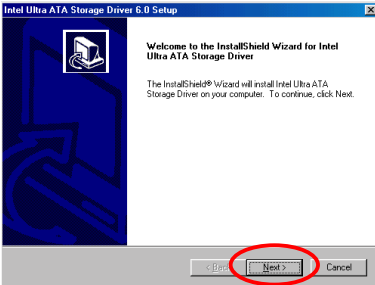 Intel Ultra ATA Storage Driver 6.0 Setup
Welcome to the InstallShield Wizard for Intel
Ultra ATA Storage Driver
The InstallShield® Wizard will install Intel Ultra ATA
Storage Driver on your computer. To continue, click Next.
< Back Next > Cancel